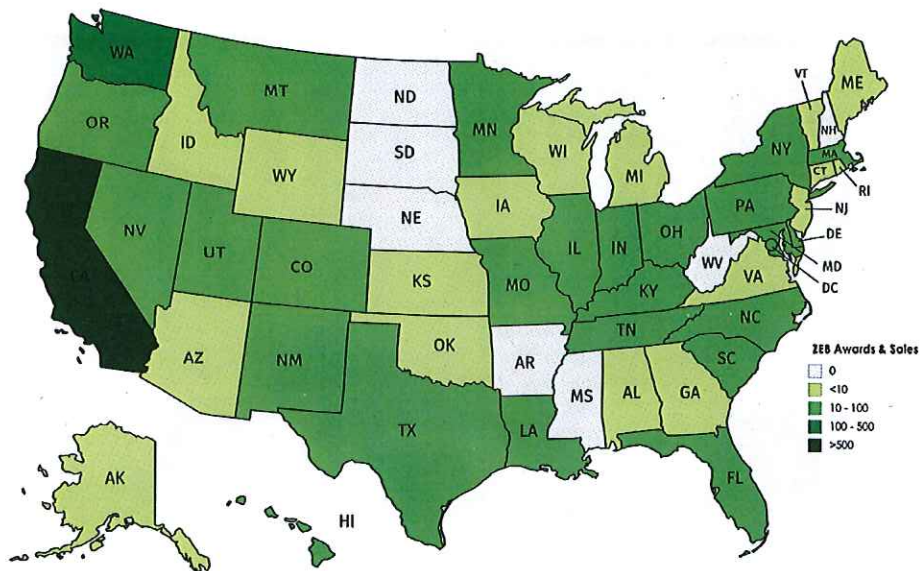 WA
MT
ND
OR
ID
SD
MN
WY
WI
MI
VT
ME
NH
NY
MA
CT
RI
NE
IA
PA
NJ
NV
UT
CO
IL
IN
OH
DE
CA
KS
MO
WV
VA
MD
DC
KY
NC
TN
AZ
NM
OK
AR
SC
MS
AL
GA
TX
LA
FL
AK
HI
ZEB Awards & Sales
0
<10
10 - 100
100 - 500
>500